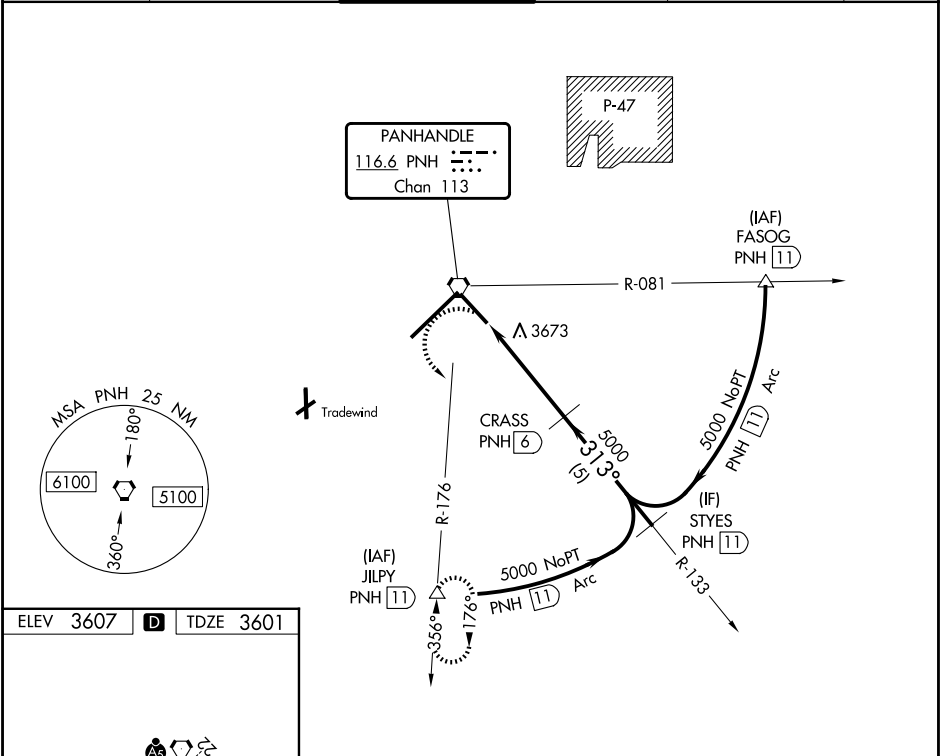 P-47
PANHANDLE
116.6 PNH
Chan 113
(IAF)
FASOG
PNH 11
R-081
3673
5000 NoPT
PNH 11 Arc
Tradewind
CRASS
PNH 6
5000
313°
(5)
(IF)
STYES
PNH 11
R-133
R-176
MSA PNH 25 NM
180°
6100
5100
360°
(IAF)
JILPY
PNH 11
5000 NoPT
PNH 11 Arc
356°
176°
ELEV 3607 D TDZE 3601
A5
22